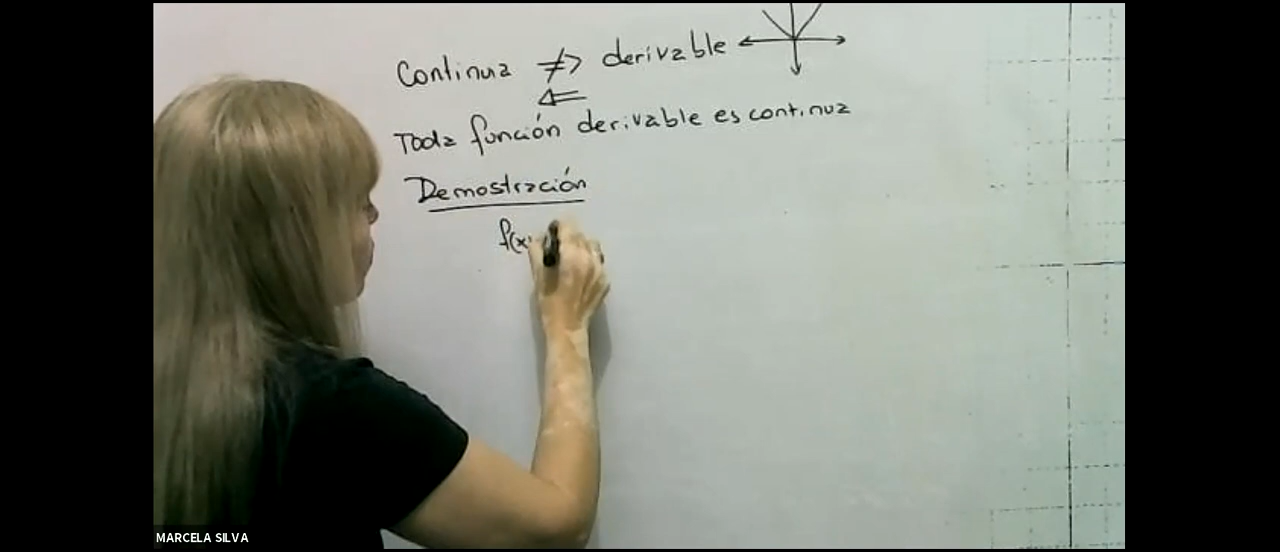 Continua ≠> derivable
⇐
Toda función derivable es continua
Demostración
f(x)
MARCELA SILVA